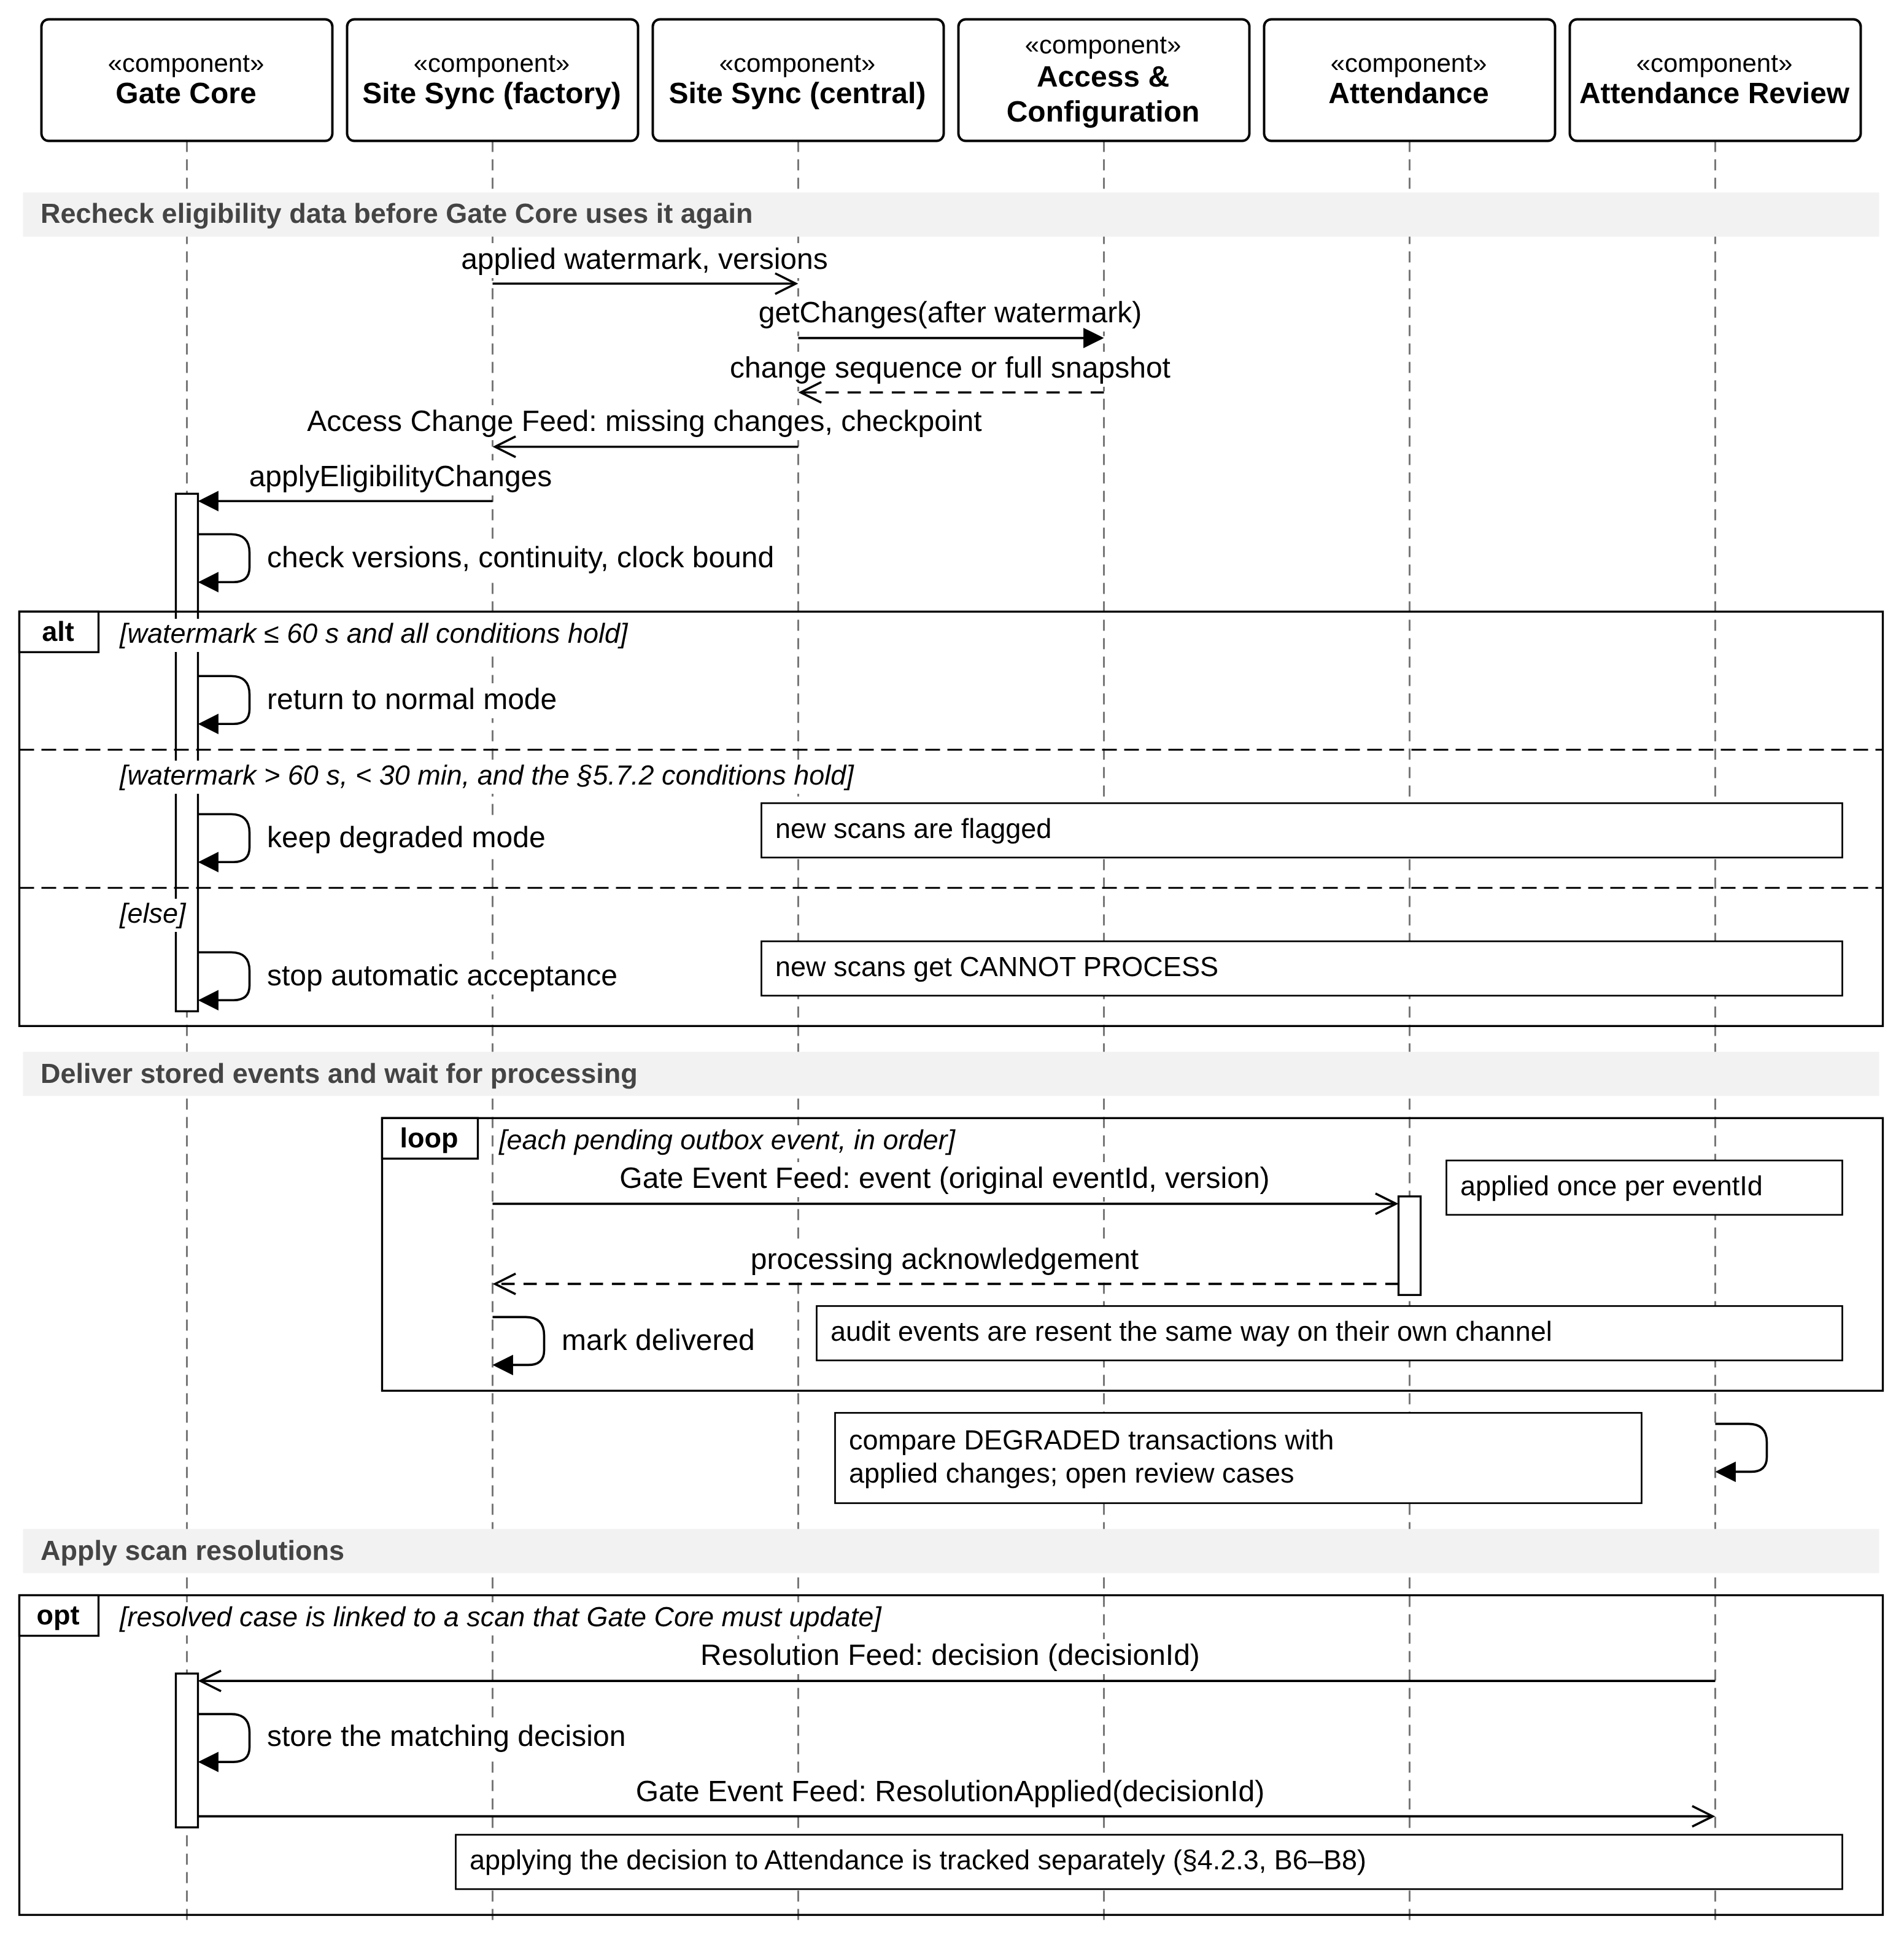 «component»
Gate Core
«component»
Site Sync (factory)
«component»
Site Sync (central)
«component»
Access &
Configuration
«component»
Attendance
«component»
Attendance Review
Recheck eligibility data before Gate Core uses it again
applied watermark, versions
getChanges(after watermark)
change sequence or full snapshot
Access Change Feed: missing changes, checkpoint
applyEligibilityChanges
check versions, continuity, clock bound
alt
[watermark ≤ 60 s and all conditions hold]
return to normal mode
[watermark > 60 s, < 30 min, and the §5.7.2 conditions hold]
keep degraded mode
new scans are flagged
[else]
stop automatic acceptance
new scans get CANNOT PROCESS
Deliver stored events and wait for processing
loop
[each pending outbox event, in order]
Gate Event Feed: event (original eventId, version)
applied once per eventId
processing acknowledgement
mark delivered
audit events are resent the same way on their own channel
compare DEGRADED transactions with
applied changes; open review cases
Apply scan resolutions
opt
[resolved case is linked to a scan that Gate Core must update]
Resolution Feed: decision (decisionId)
store the matching decision
Gate Event Feed: ResolutionApplied(decisionId)
applying the decision to Attendance is tracked separately (§4.2.3, B6–B8)